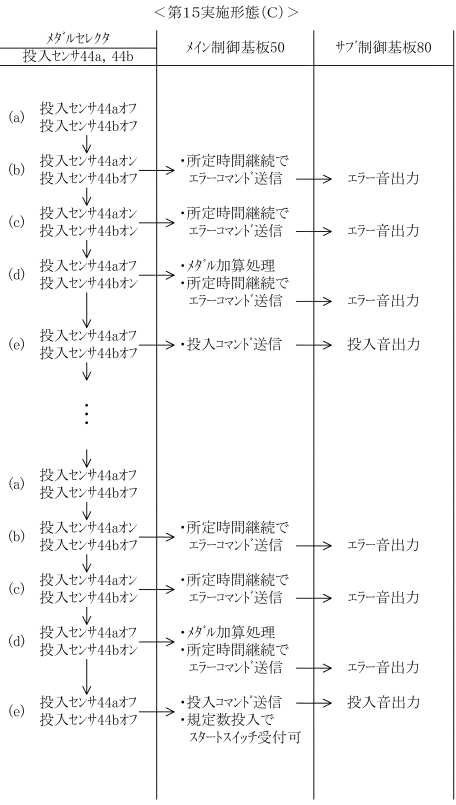 ＜第15実施形態(C)＞
メダルセレクタ
投入センサ44a, 44b
メイン制御基板50
サブ制御基板80
(a) 投入センサ44aオフ
投入センサ44bオフ
(b) 投入センサ44aオン ・所定時間継続で
投入センサ44bオフ エラーコマンド送信 エラー音出力
(c) 投入センサ44aオン ・所定時間継続で
投入センサ44bオン エラーコマンド送信 エラー音出力
(d) 投入センサ44aオフ ・メダル加算処理
投入センサ44bオン ・所定時間継続で
エラーコマンド送信 エラー音出力
(e) 投入センサ44aオフ
投入センサ44bオフ ・投入コマンド送信 投入音出力
⋮
(a) 投入センサ44aオフ
投入センサ44bオフ
(b) 投入センサ44aオン ・所定時間継続で
投入センサ44bオフ エラーコマンド送信 エラー音出力
(c) 投入センサ44aオン ・所定時間継続で
投入センサ44bオン エラーコマンド送信 エラー音出力
(d) 投入センサ44aオフ ・メダル加算処理
投入センサ44bオン ・所定時間継続で
エラーコマンド送信 エラー音出力
(e) 投入センサ44aオフ ・投入コマンド送信 投入音出力
投入センサ44bオフ ・規定数投入で
スタートスイッチ受付可